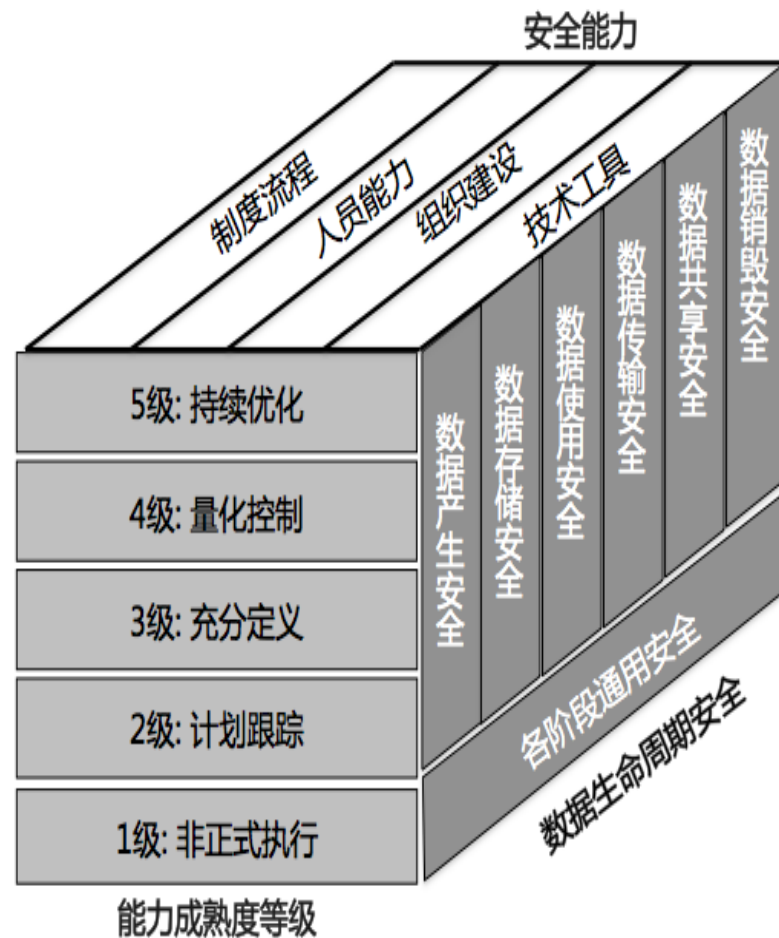 安全能力
制度流程
人员能力
组织建设
技术工具
5级: 持续优化
4级: 量化控制
3级: 充分定义
2级: 计划跟踪
1级: 非正式执行
能力成熟度等级
数据产生安全
数据存储安全
数据使用安全
数据传输安全
数据共享安全
数据销毁安全
各阶段通用安全
数据生命周期安全